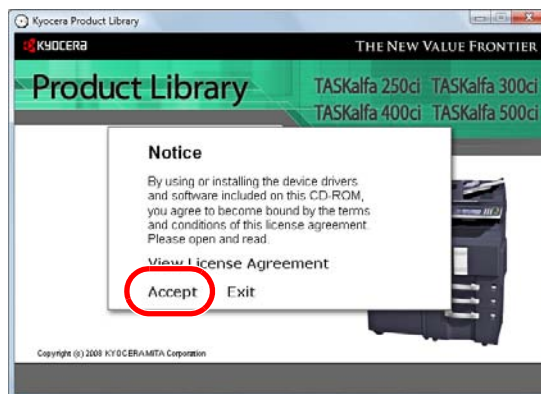 Kyocera Product Library
KYOCERA
THE NEW VALUE FRONTIER
Product Library
TASKalfa 250ci TASKalfa 300ci
TASKalfa 400ci TASKalfa 500ci
Notice
By using or installing the device drivers
and software included on this CD-ROM,
you agree to become bound by the terms
and conditions of this license agreement.
Please open and read.
View License Agreement
Accept Exit
Copyright (c) 2008 KYOCERA MITA Corporation